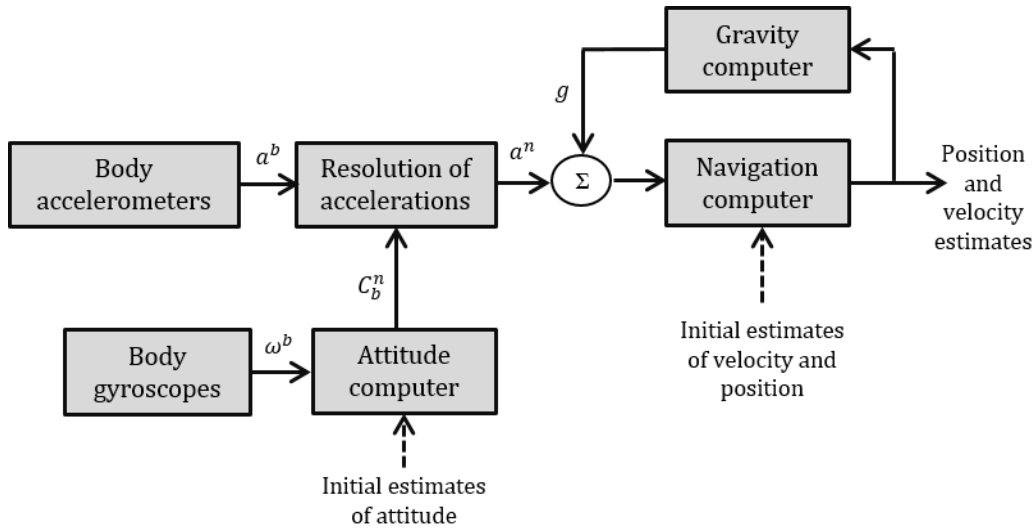 Gravity
computer
g
Body
accelerometers
a^b
Resolution of
accelerations
a^n
Σ
Navigation
computer
Position
and
velocity
estimates
C_b^n
Initial estimates
of velocity and
position
Body
gyroscopes
ω^b
Attitude
computer
Initial estimates
of attitude